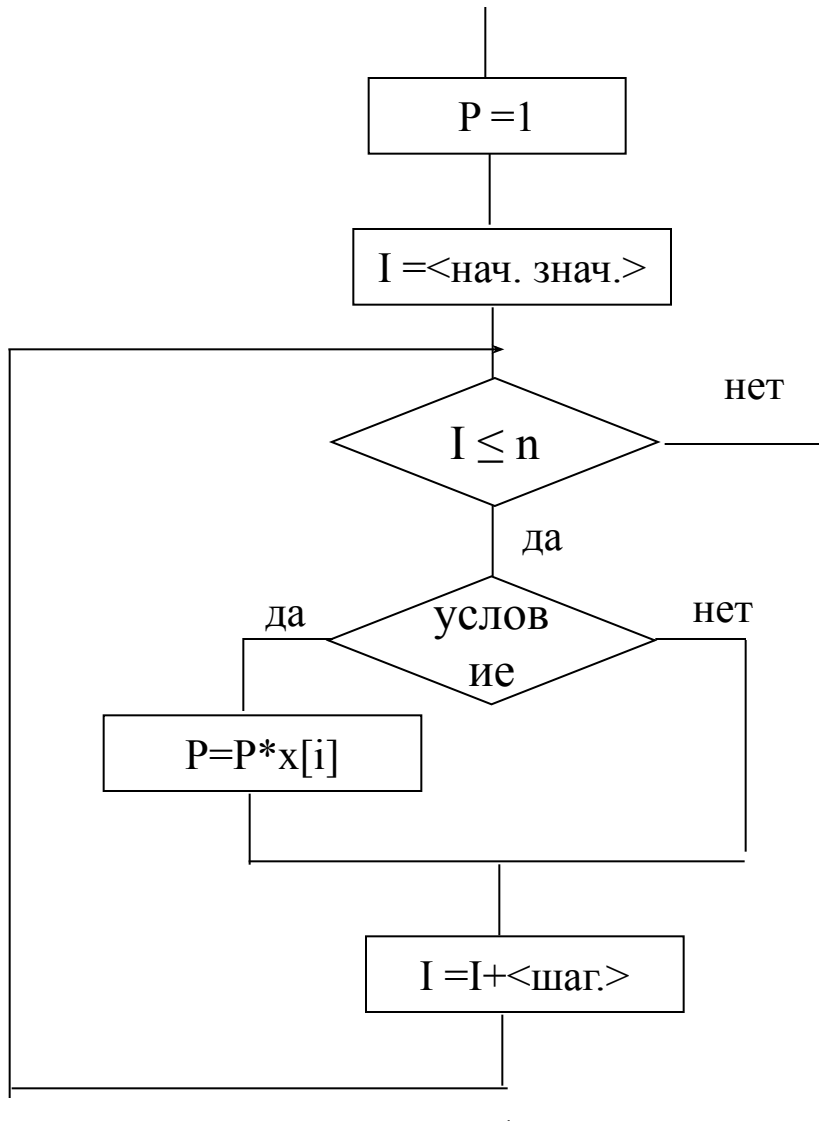 P =1
I =<нач. знач.>
нет
I ≤ n
да
да
услов
ие
нет
P=P*x[i]
I =I+<шаг.>